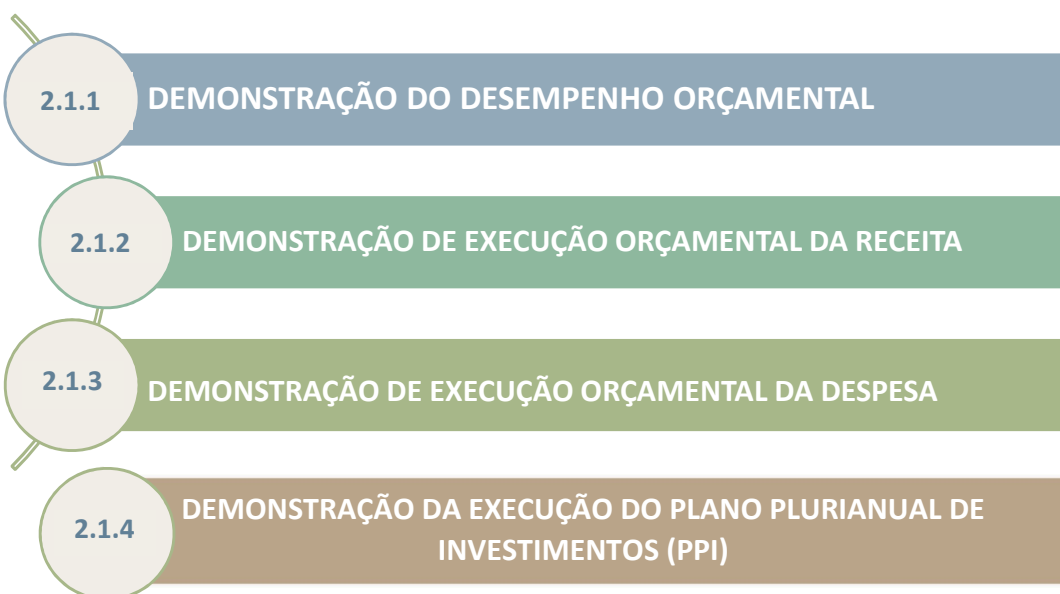 2.1.1 DEMONSTRAÇÃO DO DESEMPENHO ORÇAMENTAL
2.1.2 DEMONSTRAÇÃO DE EXECUÇÃO ORÇAMENTAL DA RECEITA
2.1.3 DEMONSTRAÇÃO DE EXECUÇÃO ORÇAMENTAL DA DESPESA
2.1.4 DEMONSTRAÇÃO DA EXECUÇÃO DO PLANO PLURIANUAL DE
INVESTIMENTOS (PPI)